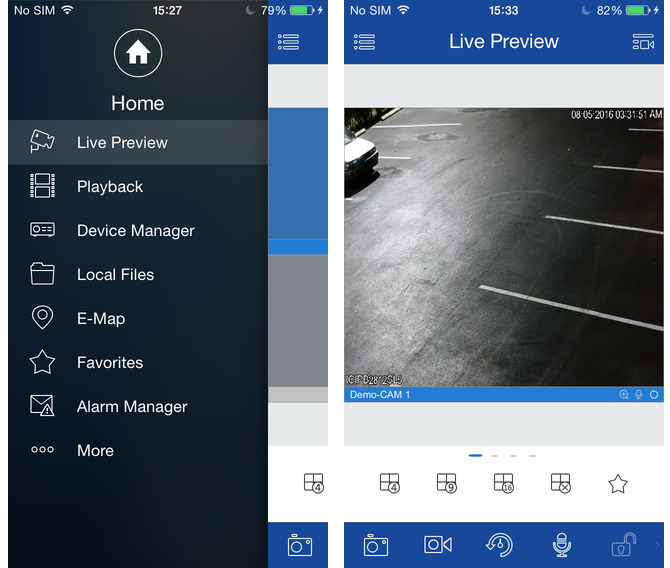 No SIM 15:27 79%
Home
Live Preview
Playback
Device Manager
Local Files
E-Map
Favorites
Alarm Manager
More
4
No SIM 15:33 82%
Live Preview
08-05-2016 03:31:51 AM
Demo-CAM 1
4 9 16